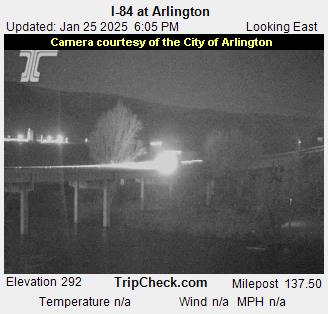 I-84 at Arlington
Updated: Jan 25 2025 6:05 PM Looking East
Camera courtesy of the City of Arlington
Elevation 292 TripCheck.com Milepost 137.50
Temperature n/a Wind n/a MPH n/a